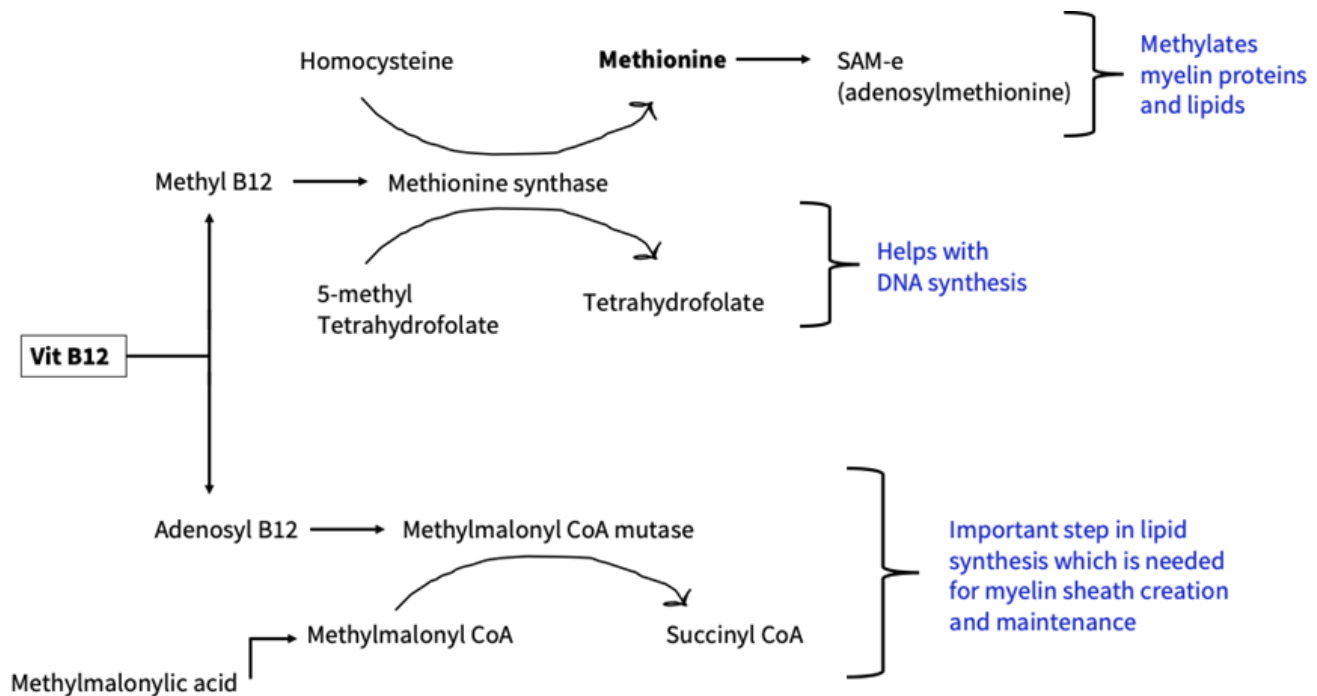 Homocysteine
Methionine
SAM-e
(adenosylmethionine)
Methylates
myelin proteins
and lipids
Methyl B12
Methionine synthase
5-methyl
Tetrahydrofolate
Tetrahydrofolate
Helps with
DNA synthesis
Vit B12
Adenosyl B12
Methylmalonyl CoA mutase
Methylmalonyl CoA
Succinyl CoA
Methylmalonylic acid
Important step in lipid
synthesis which is needed
for myelin sheath creation
and maintenance